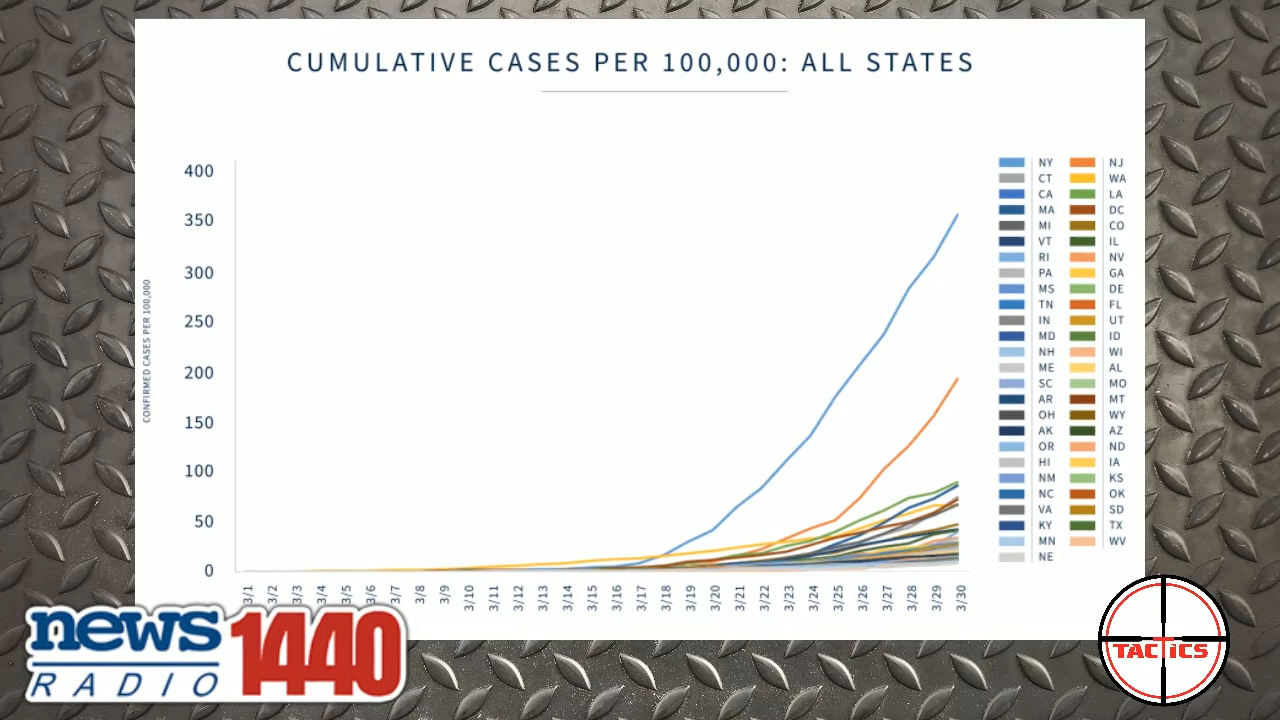 CUMULATIVE CASES PER 100,000: ALL STATES
400
350
300
250
200
150
100
50
0
CONFIRMED CASES PER 100,000
3/1 3/2 3/3 3/4 3/5 3/6 3/7 3/8 3/9 3/10 3/11 3/12 3/13 3/14 3/15 3/16 3/17 3/18 3/19 3/20 3/21 3/22 3/23 3/24 3/25 3/26 3/27 3/28 3/29 3/30
NY NJ
CT WA
CA LA
MA DC
MI CO
VT IL
RI NV
PA GA
MS DE
TN FL
IN UT
MD ID
NH WI
ME AL
SC MO
AR MT
OH WY
AK AZ
OR ND
HI IA
NM KS
NC OK
VA SD
KY TX
MN WV
NE
news 1440
RADIO
TACTICS